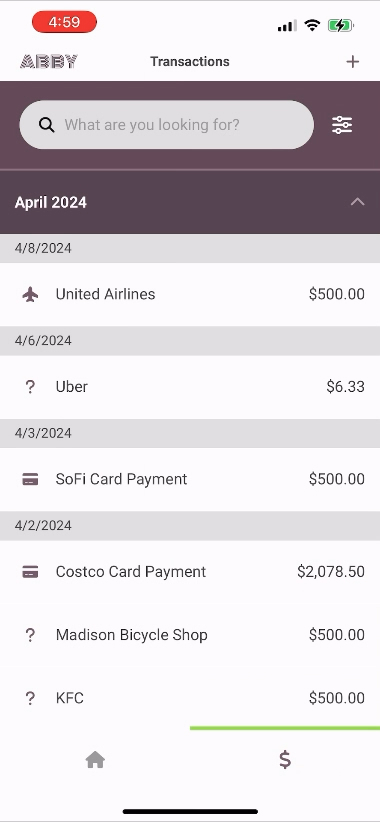 4:59
ABBY
Transactions
+
What are you looking for?
April 2024
4/8/2024
United Airlines $500.00
4/6/2024
? Uber $6.33
4/3/2024
SoFi Card Payment $500.00
4/2/2024
Costco Card Payment $2,078.50
? Madison Bicycle Shop $500.00
? KFC $500.00
$